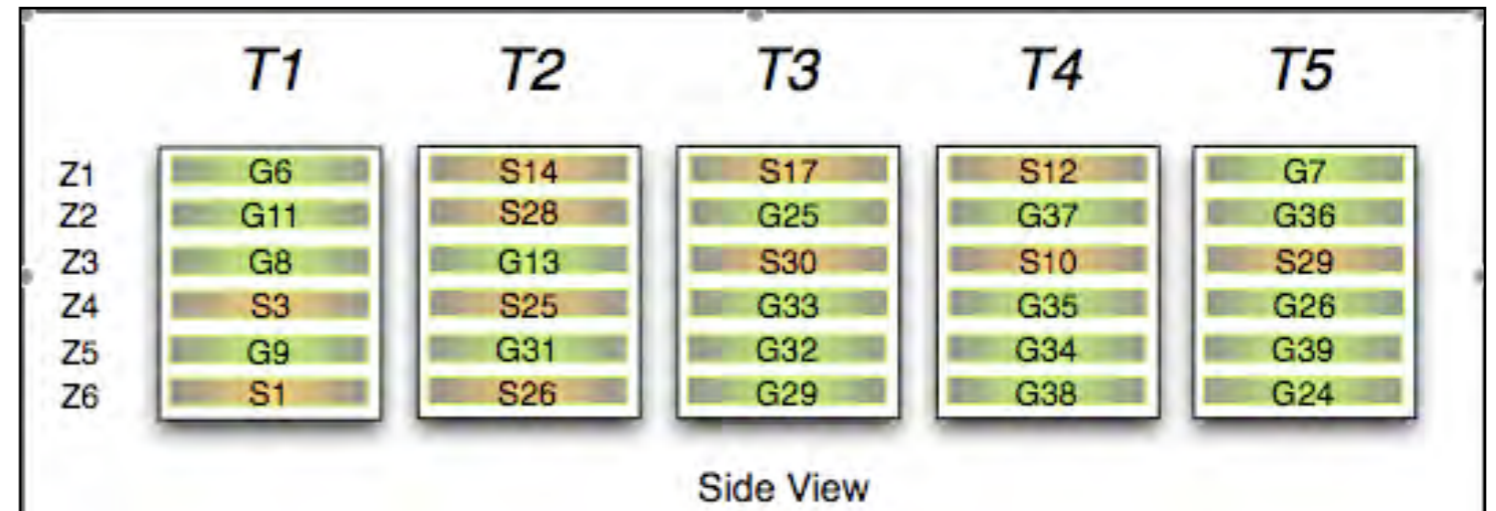 T1 T2 T3 T4 T5
Z1 G6 S14 S17 S12 G7
Z2 G11 S28 G25 G37 G36
Z3 G8 G13 S30 S10 S29
Z4 S3 S25 G33 G35 G26
Z5 G9 G31 G32 G34 G39
Z6 S1 S26 G29 G38 G24
Side View